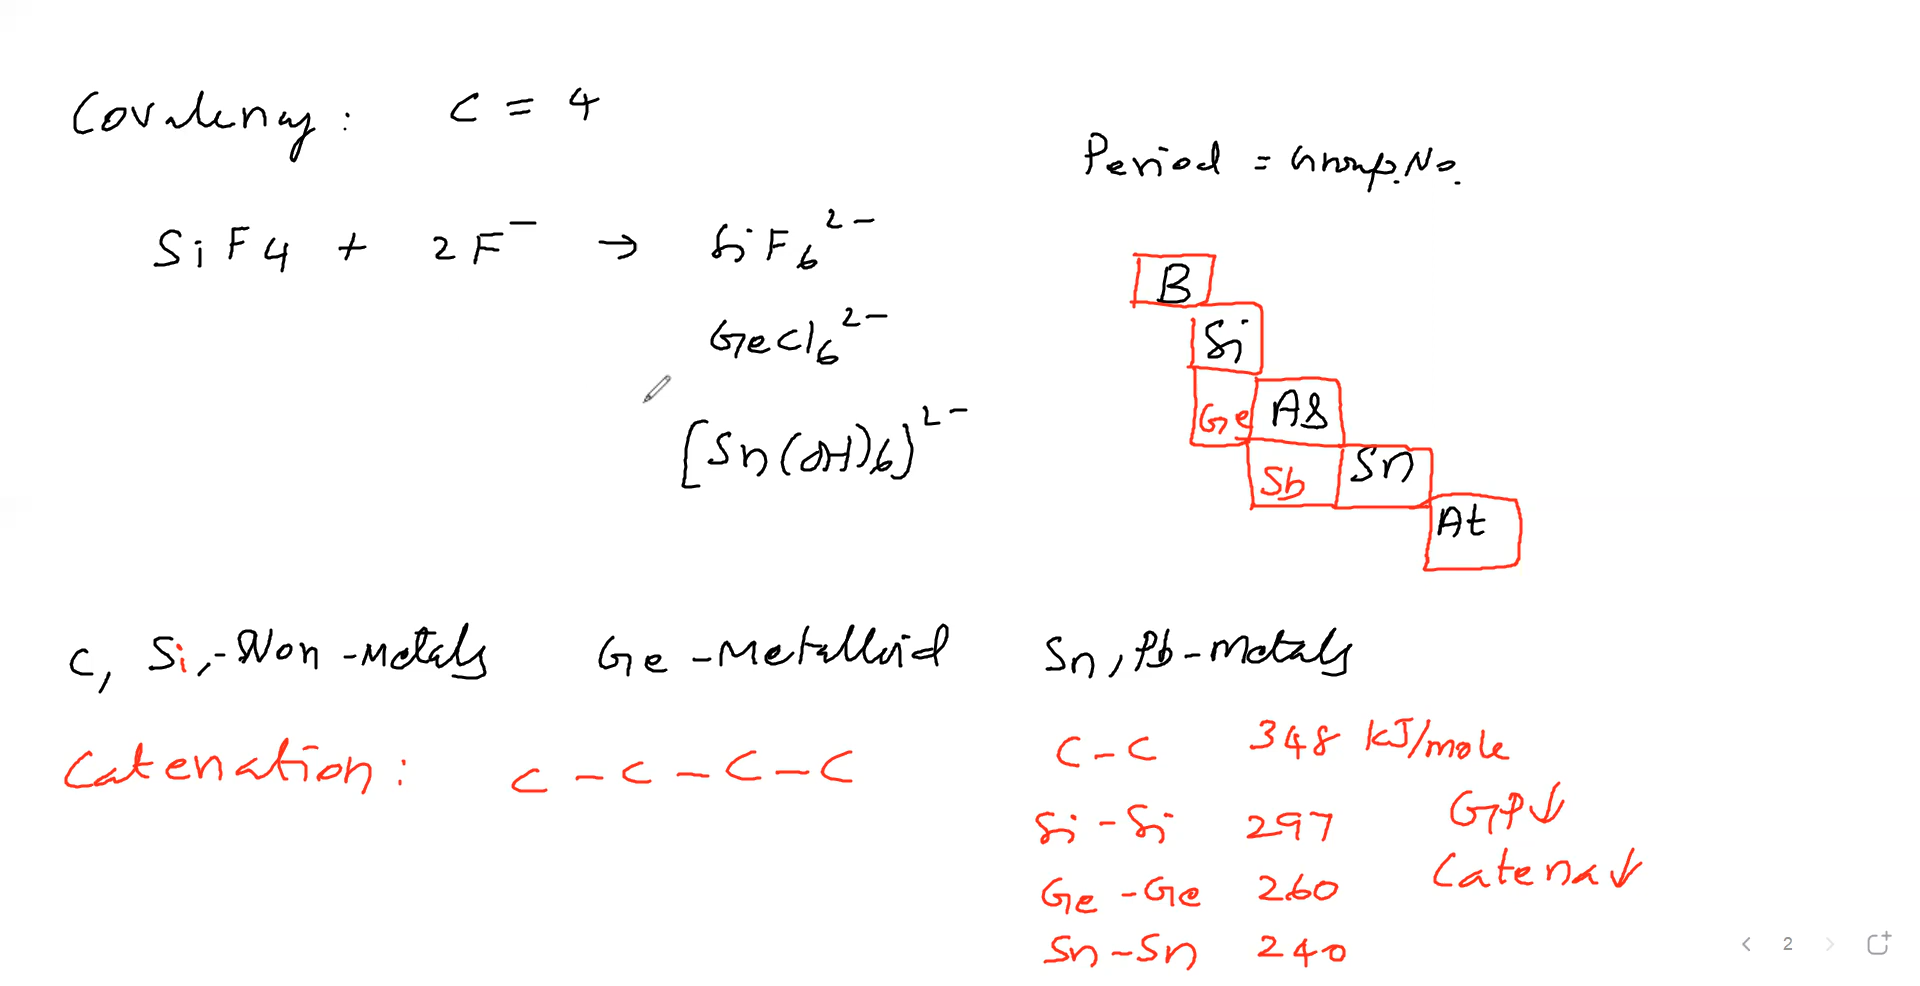 Covalency : C = 4
Period = Group.No.
SiF4 + 2F⁻ → SiF₆²⁻
GeCl₆²⁻
[Sn(OH)6]²⁻
B
Si
Ge As
Sb Sn
At
C, Si,-Non-metals Ge-Metalloid Sn, Pb-metals
Catenation : C - C - C - C
C-C 348 kJ/mole
Si-Si 297
GP↓
Ge-Ge 260
Catena↓
Sn-Sn 240
< 2 >